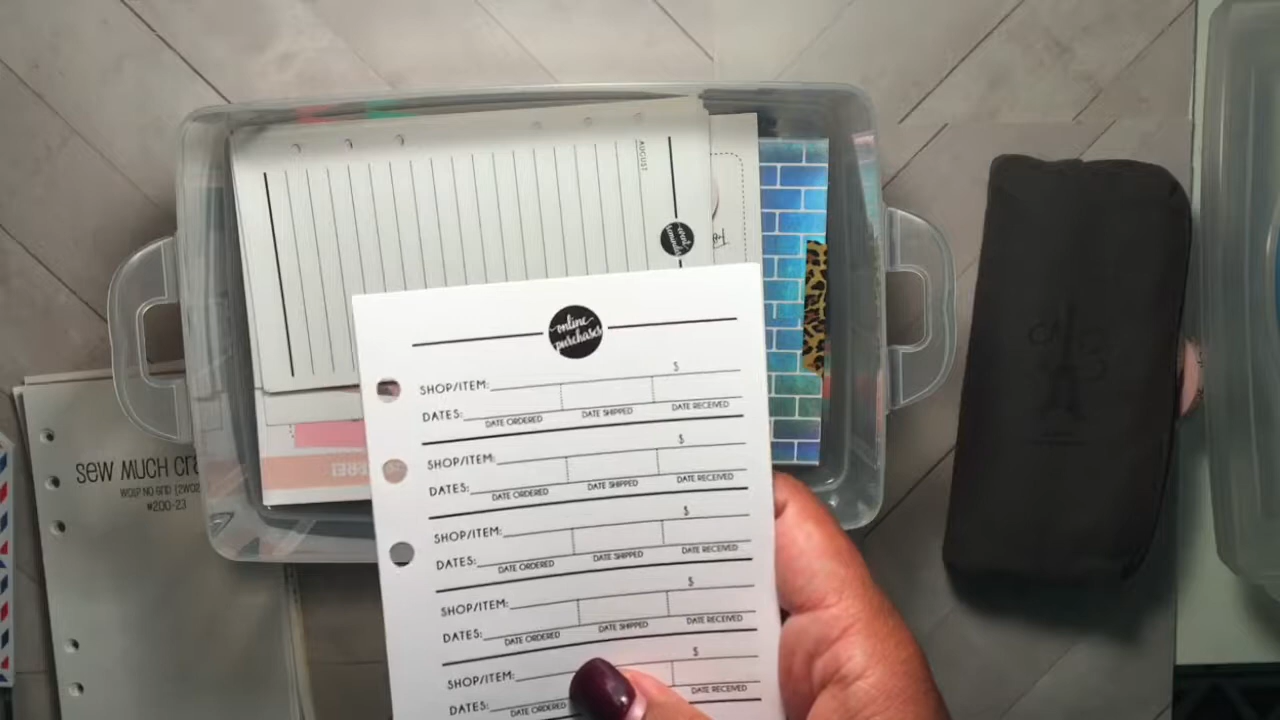 AUGUST
event
reminder
online
purchases
SHOP/ITEM: $
DATES:
DATE ORDERED DATE SHIPPED DATE RECEIVED
SHOP/ITEM: $
DATES:
DATE ORDERED DATE SHIPPED DATE RECEIVED
SHOP/ITEM: $
DATES:
DATE ORDERED DATE SHIPPED DATE RECEIVED
SHOP/ITEM: $
DATES:
DATE ORDERED DATE SHIPPED DATE RECEIVED
SHOP/ITEM: $
DATES:
DATE ORDERED DATE RECEIVED
SEW MUCH
#200-23